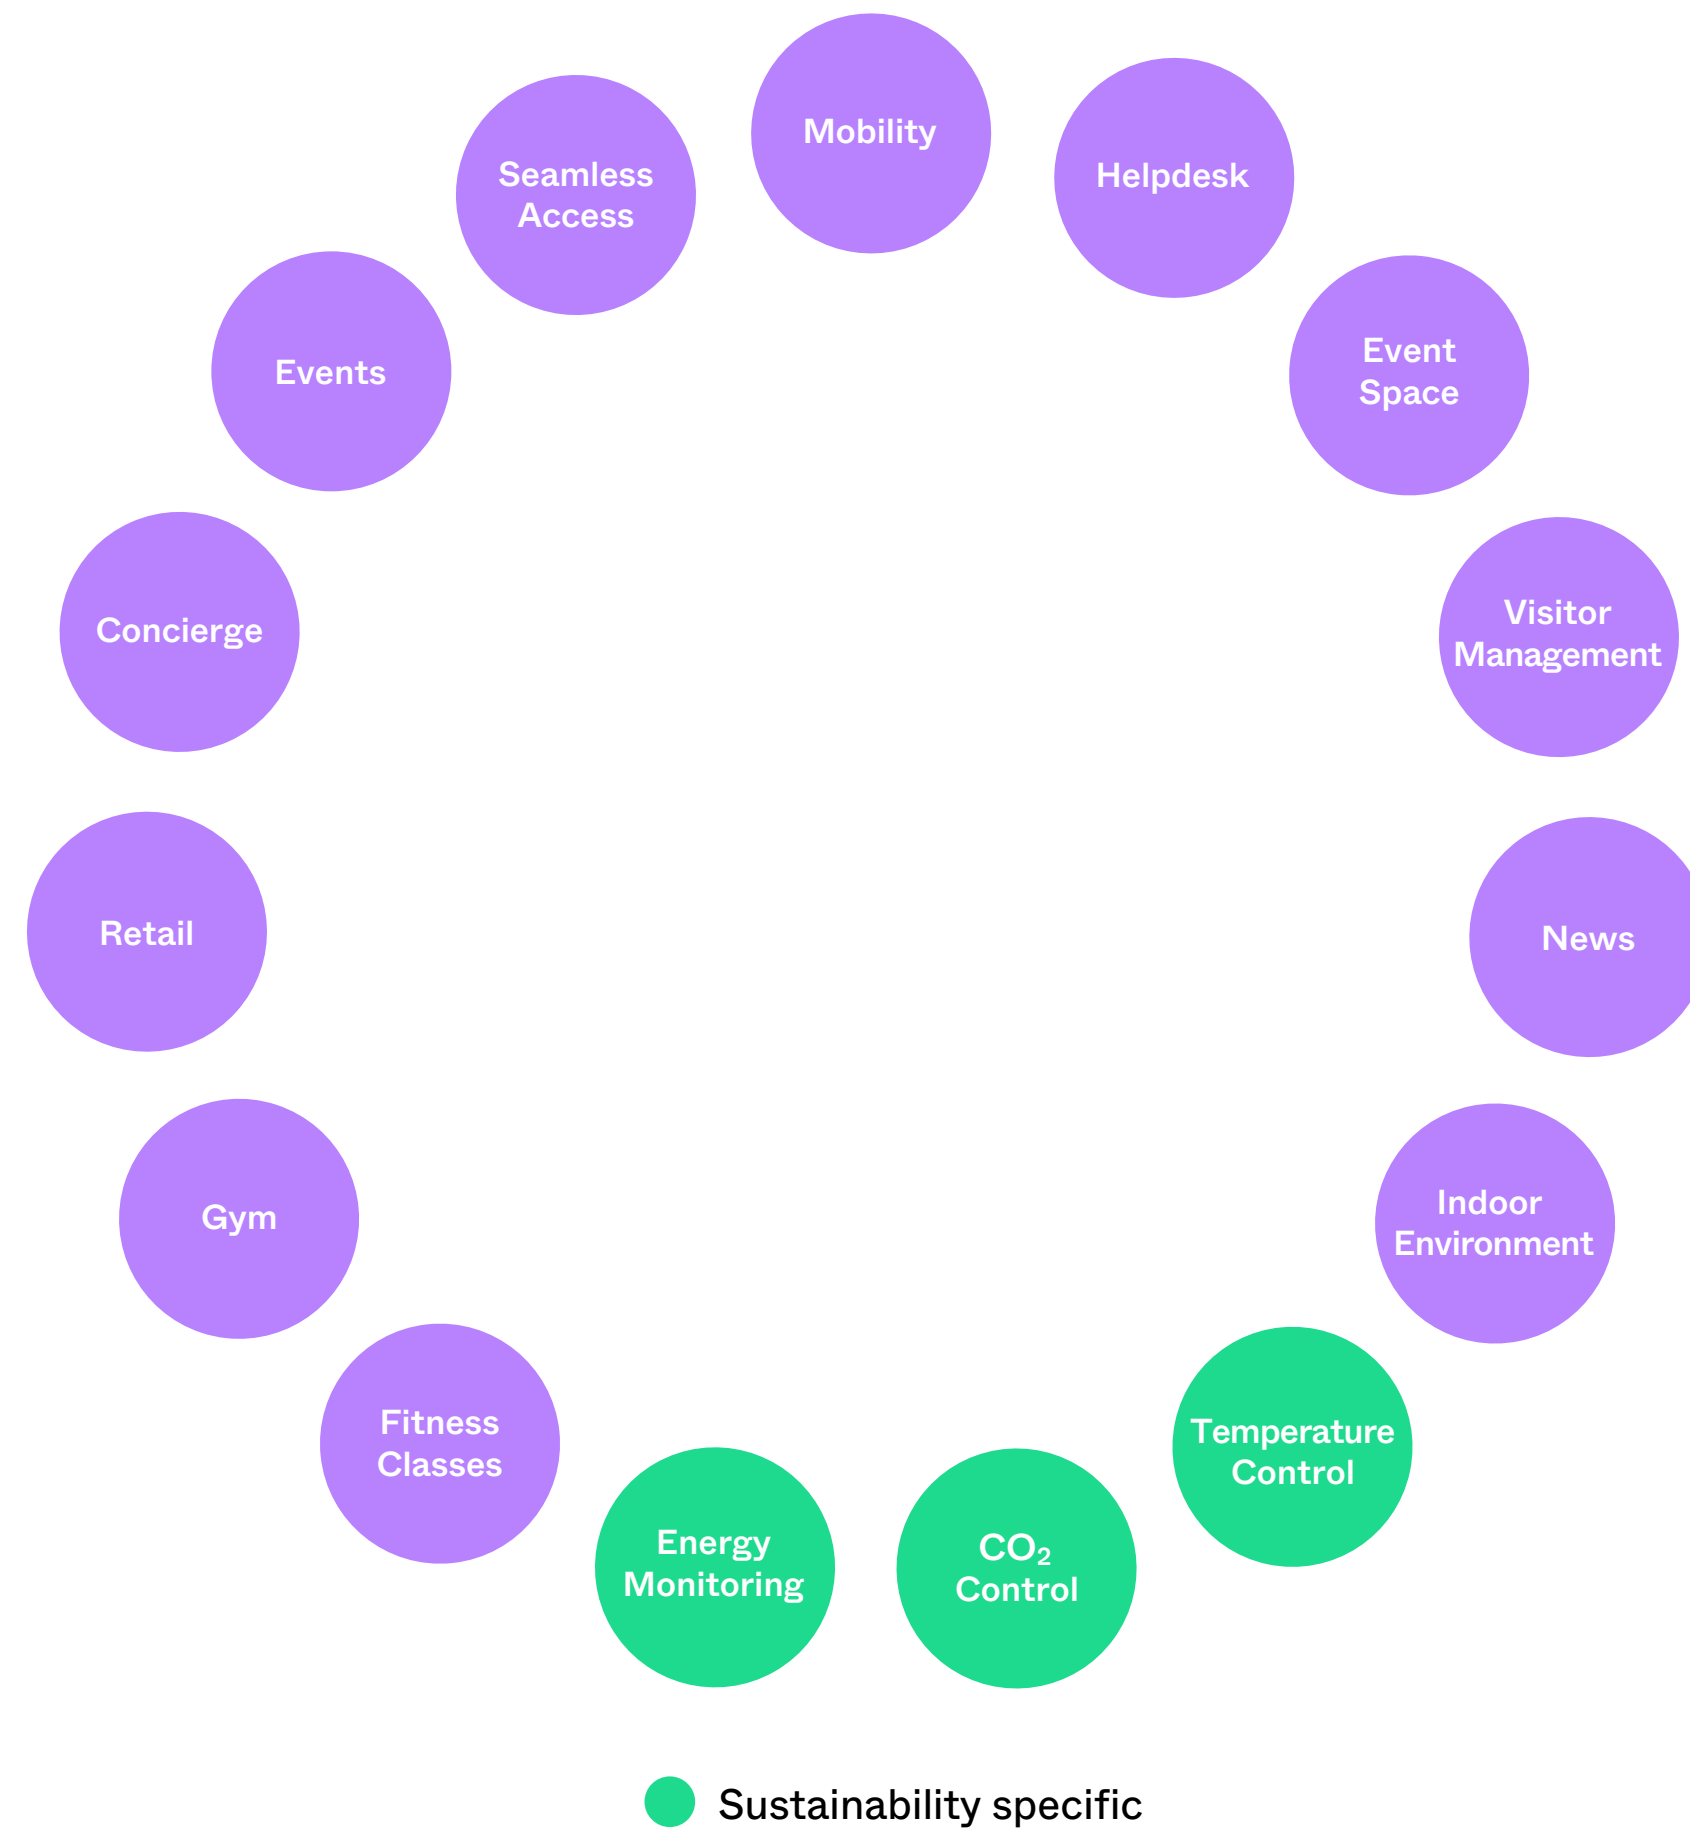 Mobility
Helpdesk
Seamless
Access
Event
Space
Events
Visitor
Management
Concierge
Retail
News
Gym
Indoor
Environment
Fitness
Classes
Temperature
Control
Energy
Monitoring
CO₂
Control
Sustainability specific